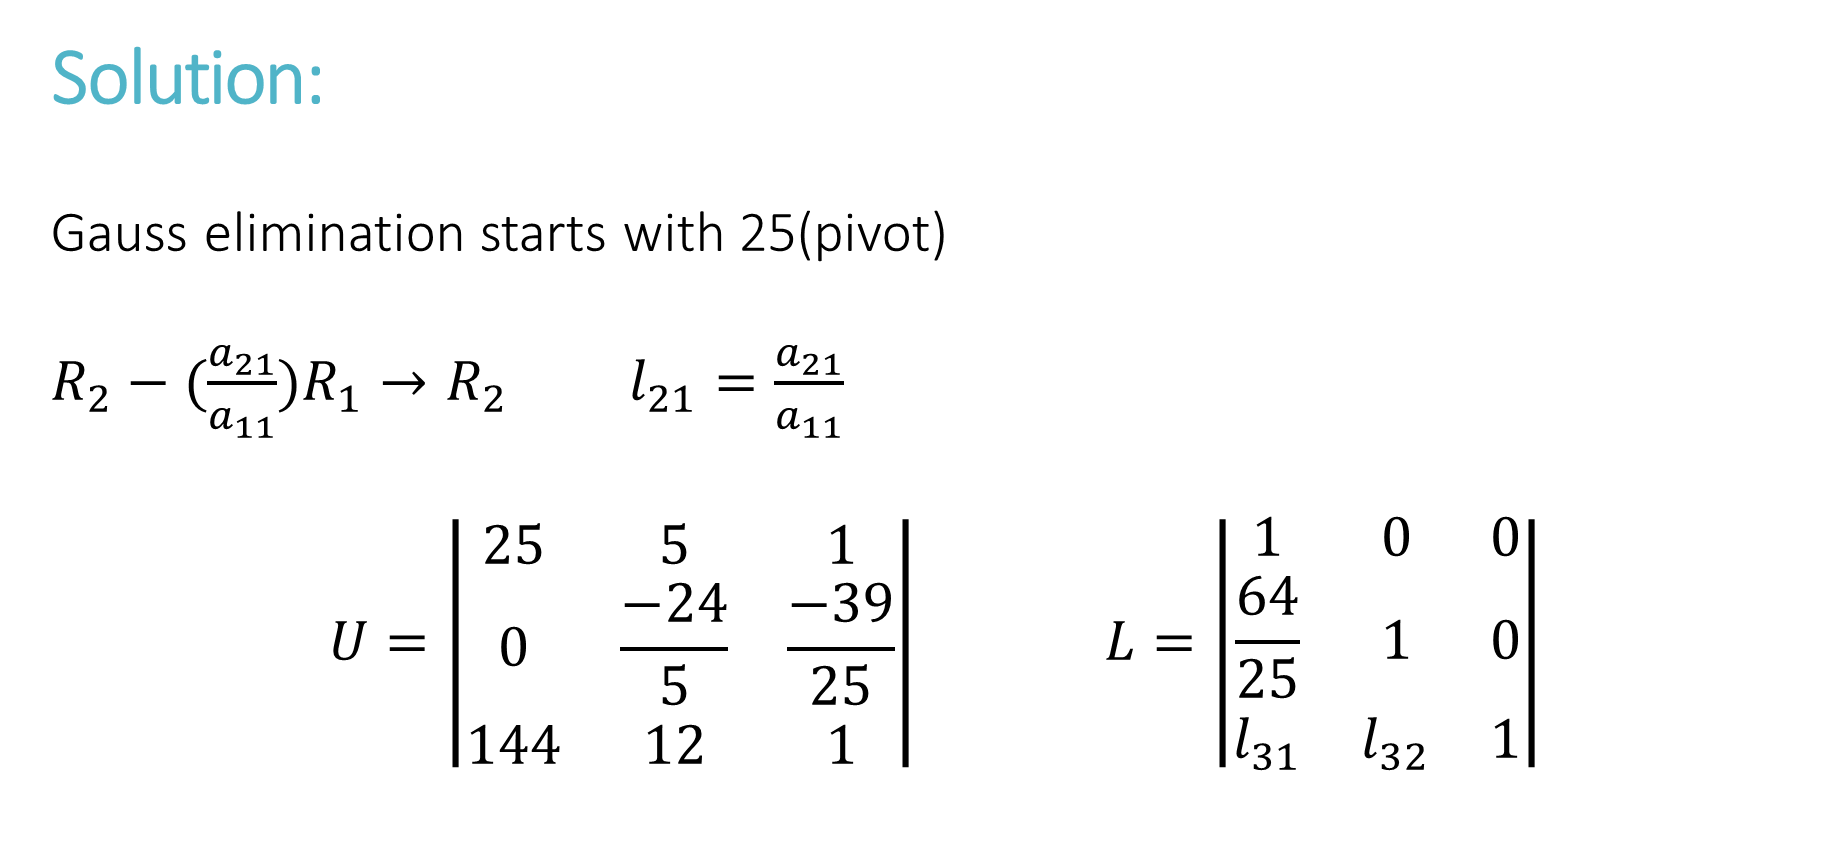 Solution:
Gauss elimination starts with 25(pivot)
R₂ − (a₂₁/a₁₁)R₁ → R₂ l₂₁ = a₂₁/a₁₁
U = | 25 5 1 |
| 0 −24/5 −39/25 |
| 144 12 1 |
L = | 1 0 0 |
| 64/25 1 0 |
| l₃₁ l₃₂ 1 |